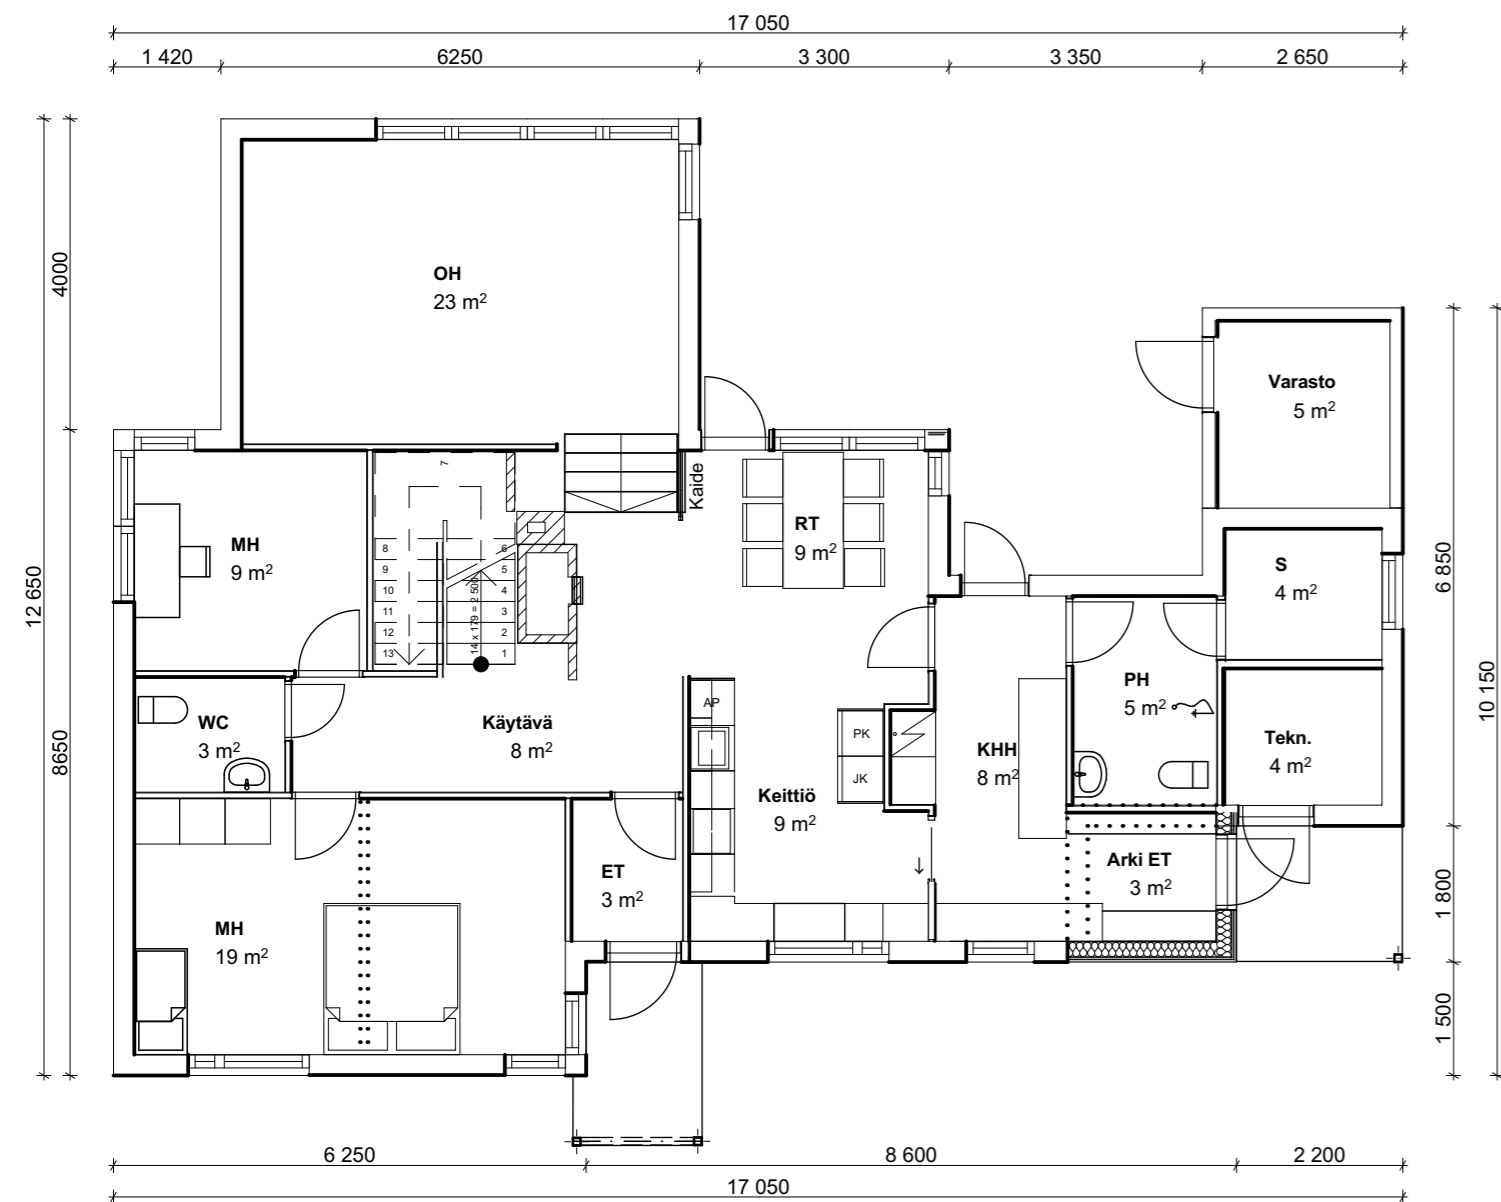 17 050
1 420
6250
3 300
3 350
2 650
4000
8650
12 650
OH
23 m²
Varasto
5 m²
Kaide
7
MH
9 m²
RT
9 m²
S
4 m²
8
9
10
11
12
13
6
5
4
3
2
1
14 x 179 = 2 500
WC
3 m²
Käytävä
8 m²
AP
PK
JK
KHH
8 m²
PH
5 m²
Tekn.
4 m²
Keittiö
9 m²
ET
3 m²
Arki ET
3 m²
MH
19 m²
6 850
10 150
1 800
1 500
6 250
8 600
2 200
17 050